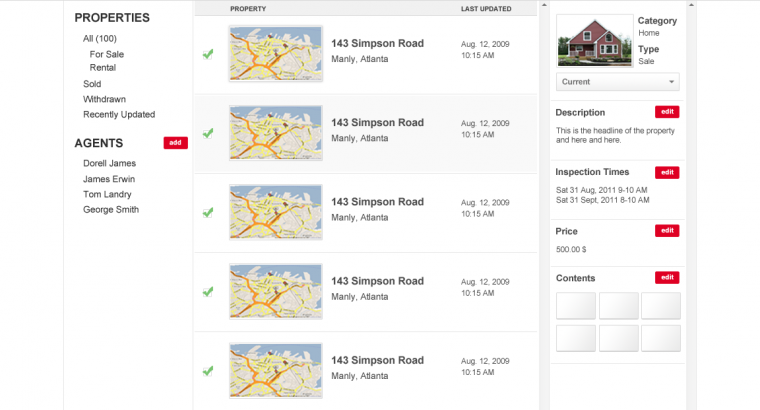 PROPERTIES
All (100)
For Sale
Rental
Sold
Withdrawn
Recently Updated
AGENTS
add
Dorell James
James Erwin
Tom Landry
George Smith
PROPERTY
LAST UPDATED
143 Simpson Road
Manly, Atlanta
Aug. 12, 2009
10:15 AM
143 Simpson Road
Manly, Atlanta
Aug. 12, 2009
10:15 AM
143 Simpson Road
Manly, Atlanta
Aug. 12, 2009
10:15 AM
143 Simpson Road
Manly, Atlanta
Aug. 12, 2009
10:15 AM
143 Simpson Road
Manly, Atlanta
Aug. 12, 2009
10:15 AM
Category
Home
Type
Sale
Current
Description
edit
This is the headline of the property
and here and here.
Inspection Times
edit
Sat 31 Aug, 2011 9-10 AM
Sat 31 Sept, 2011 8-10 AM
Price
edit
500.00 $
Contents
edit